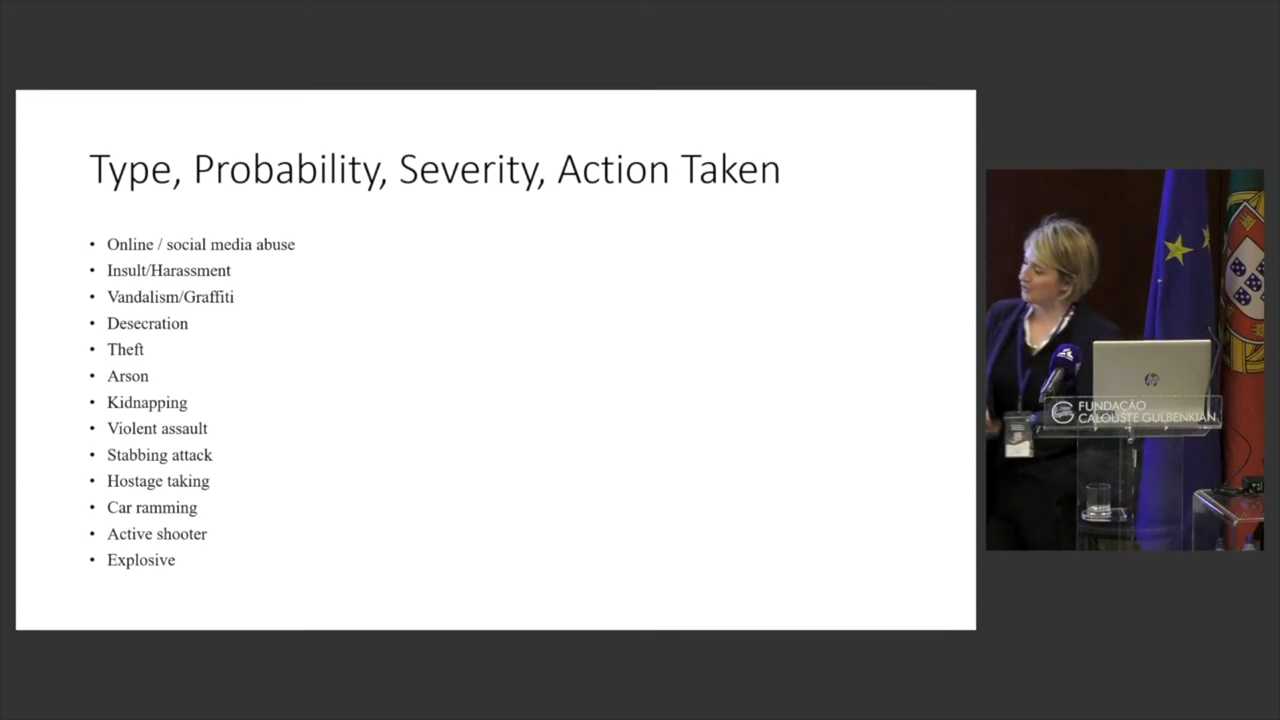 Type, Probability, Severity, Action Taken
• Online / social media abuse
• Insult/Harassment
• Vandalism/Graffiti
• Desecration
• Theft
• Arson
• Kidnapping
• Violent assault
• Stabbing attack
• Hostage taking
• Car ramming
• Active shooter
• Explosive
hp
FUNDAÇÃO
CALOUSTE GULBENKIAN